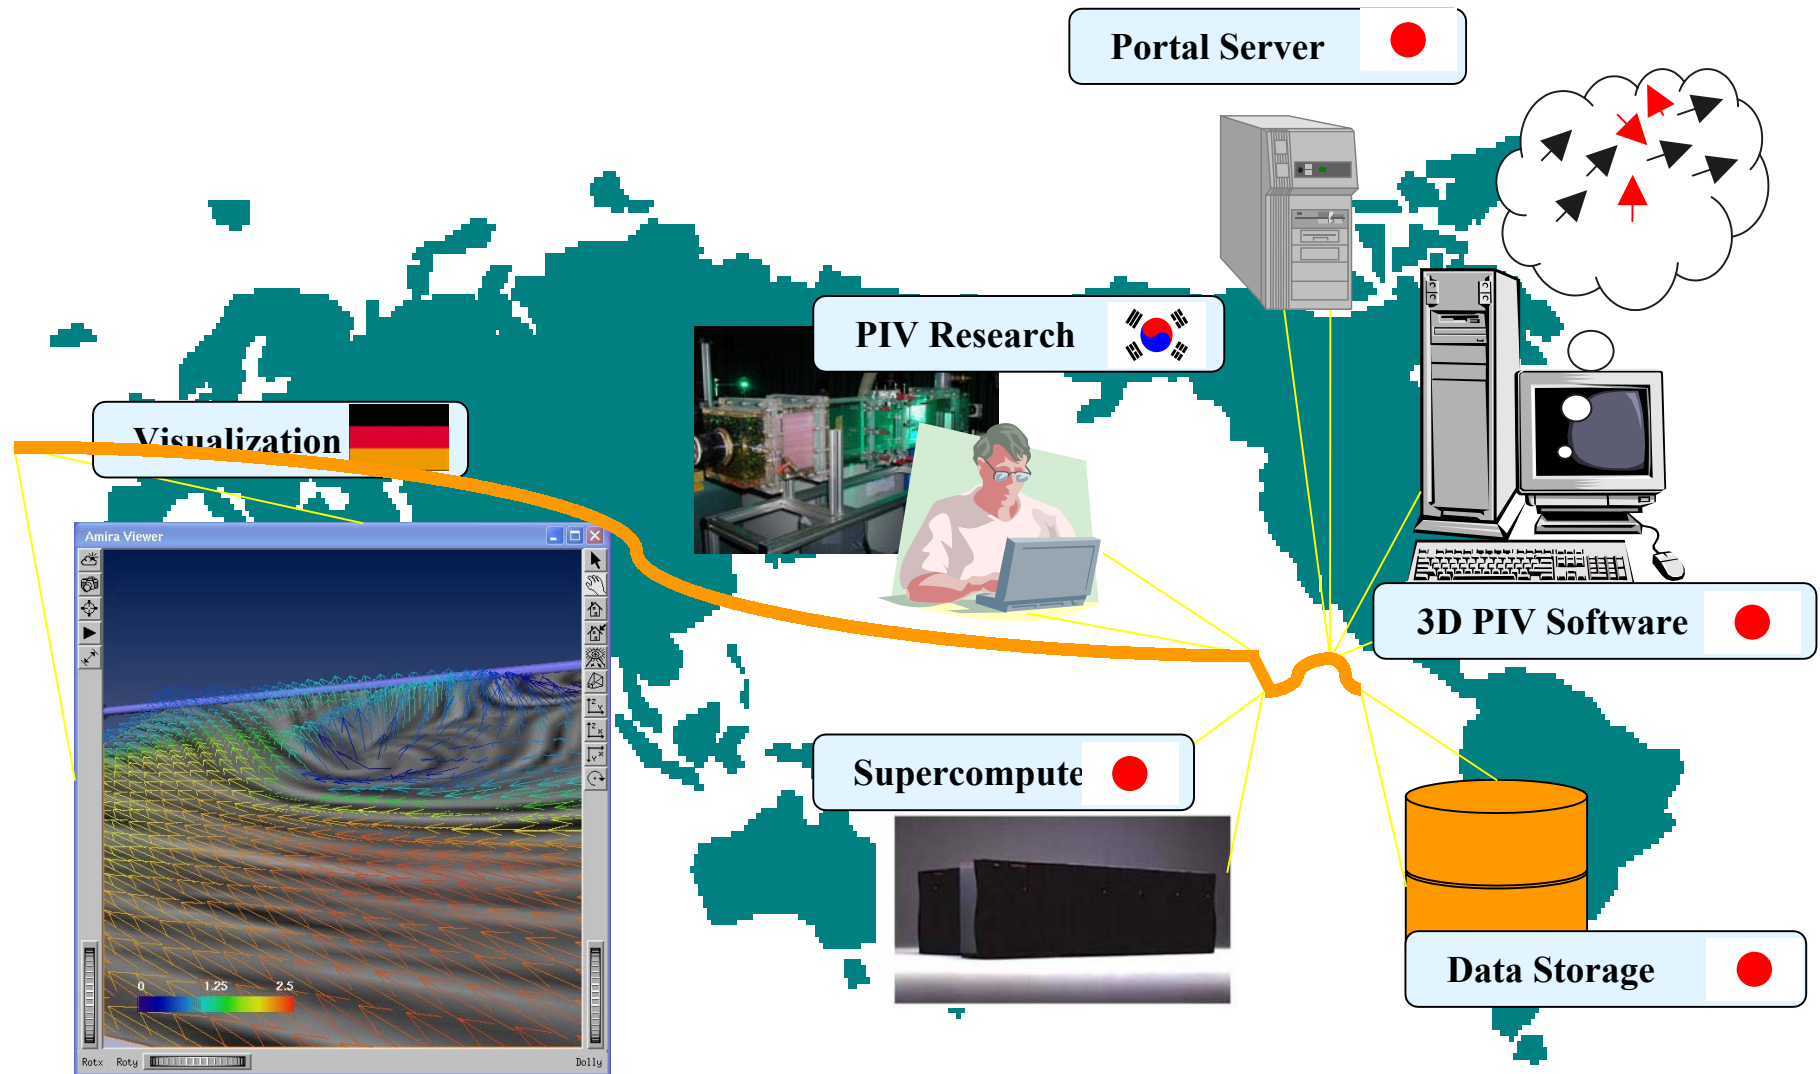 Portal Server
PIV Research
Visualization
Amira Viewer
3D PIV Software
Supercompute
0 1.25 2.5
Data Storage
Rotx Roty Dolly